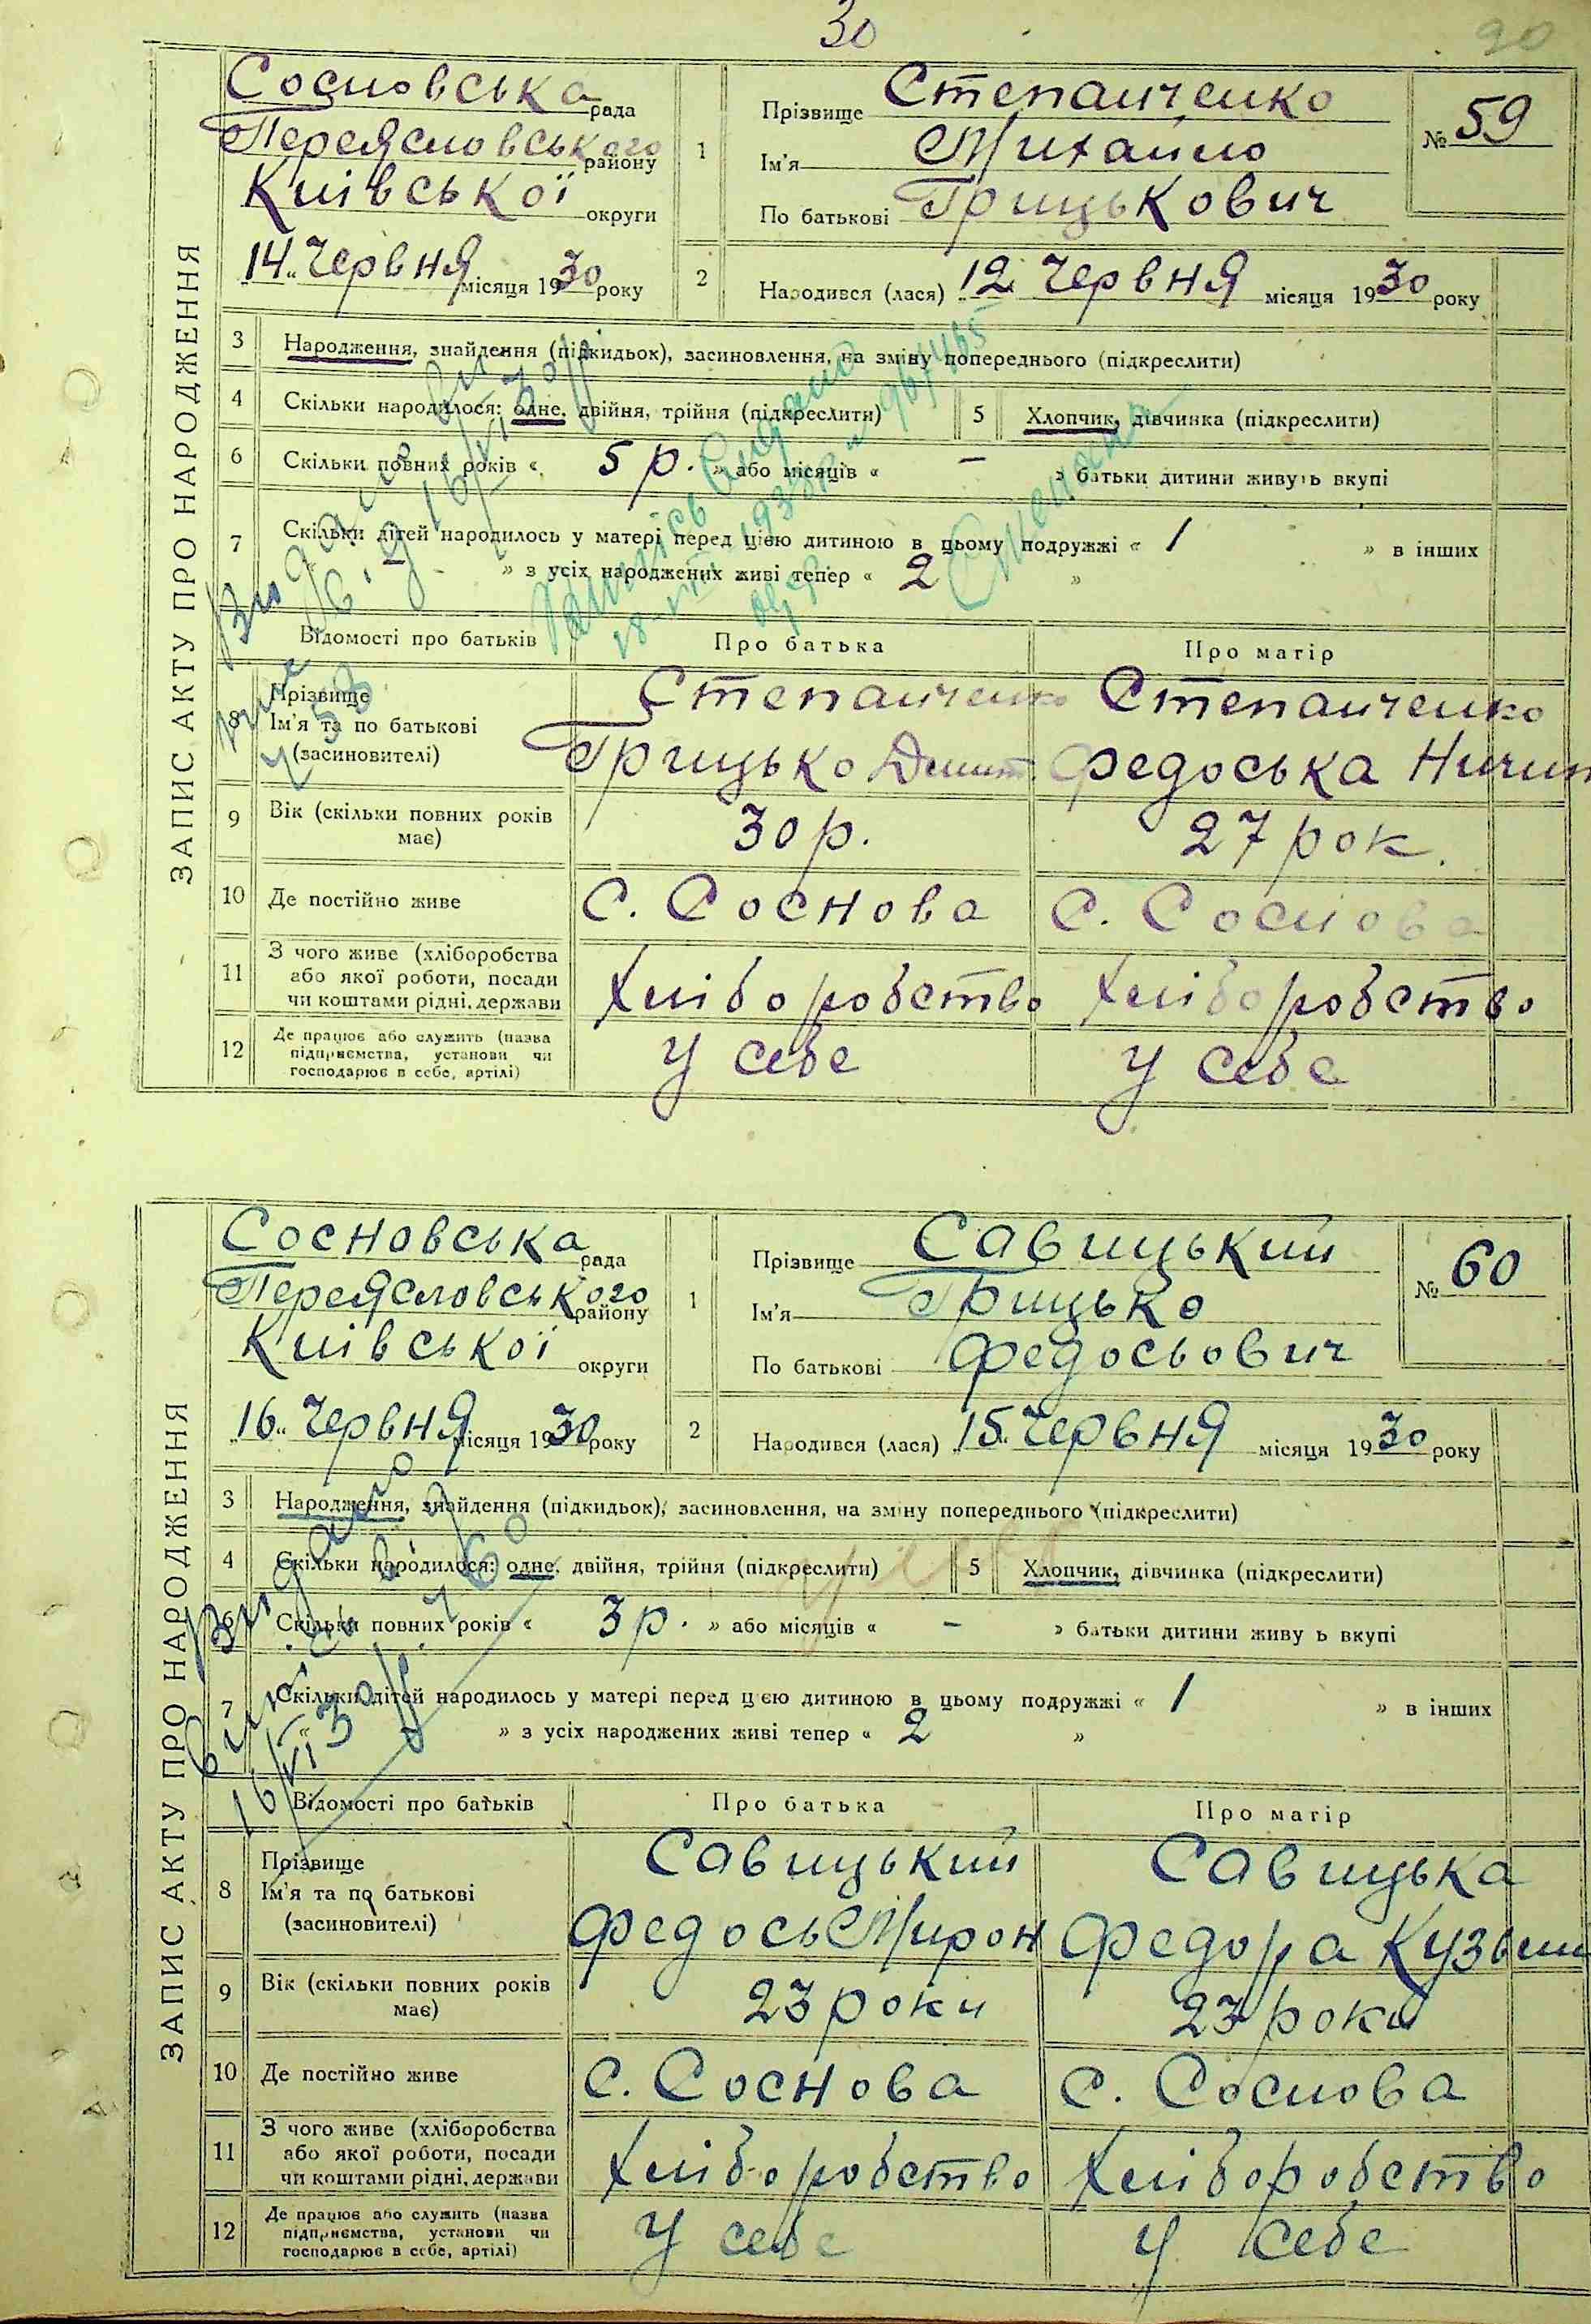 30
90
ЗАПИС АКТУ ПРО НАРОДЖЕННЯ
Сосновська рада
Переясловського району
Київської округи
„14“ Червня місяця 1930 року
1
Прізвище Степанченко
Ім'я Михайло
По батькові Грицькович
№ 59
2
Народився (лася) „12“ Червня місяця 1930 року
3 Народження, знайдення (підкидьок), засиновлення, на зміну попереднього (підкреслити)
4 Скільки народилося: одне, двійня, трійня (підкреслити) 5 Хлопчик, дівчинка (підкреслити)
6 Скільки повних років « 5 р. » або місяців « – » батьки дитини живуть вкупі
7 Скільки дітей народилось у матері перед цією дитиною в цьому подружжі « 1 » в інших
« – » з усіх народжених живі тепер « 2 »
Відомості про батьків Про батька Про матір
8 Прізвище
Ім'я та по батькові
(засиновителі)
Степанченко
Грицько Дмит
Степанченко
Федоська Ничип
9 Вік (скільки повних років має) 30 р. 27 рок.
10 Де постійно живе с. Соснова с. Соснова
11 З чого живе (хліборобства
або якої роботи, посади
чи коштами рідні, держави
Хліборобство Хліборобство
12 Де працює або служить (назва
підприємства, установи чи
господарює в себе, артілі)
У себе У себе
Видано
16/VI 30
ЗАПИС АКТУ ПРО НАРОДЖЕННЯ
Сосновська рада
Переясловського району
Київської округи
„16“ Червня місяця 1930 року
1
Прізвище Савицький
Ім'я Грицько
По батькові Федосьович
№ 60
2
Народився (лася) „15“ Червня місяця 1930 року
3 Народження, знайдення (підкидьок), засиновлення, на зміну попереднього (підкреслити)
4 Скільки народилося: одне, двійня, трійня (підкреслити) 5 Хлопчик, дівчинка (підкреслити)
6 Скільки повних років « 3 р. » або місяців « – » батьки дитини живу ь вкупі
7 Скільки дітей народилось у матері перед цією дитиною в цьому подружжі « 1 » в інших
« » з усіх народжених живі тепер « 2 »
Відомості про батьків Про батька Про матір
8 Прізвище
Ім'я та по батькові
(засиновителі)
Савицький
Федось Мирон
Савицька
Федора Кузьми
9 Вік (скільки повних років має) 23 роки 23 роки
10 Де постійно живе с. Соснова с. Соснова
11 З чого живе (хліборобства
або якої роботи, посади
чи коштами рідні, держави
Хліборобство Хліборобство
12 Де працює або служить (назва
підприємства, установи чи
господарює в себе, артілі)
У себе У себе
Видано
16/VI 30